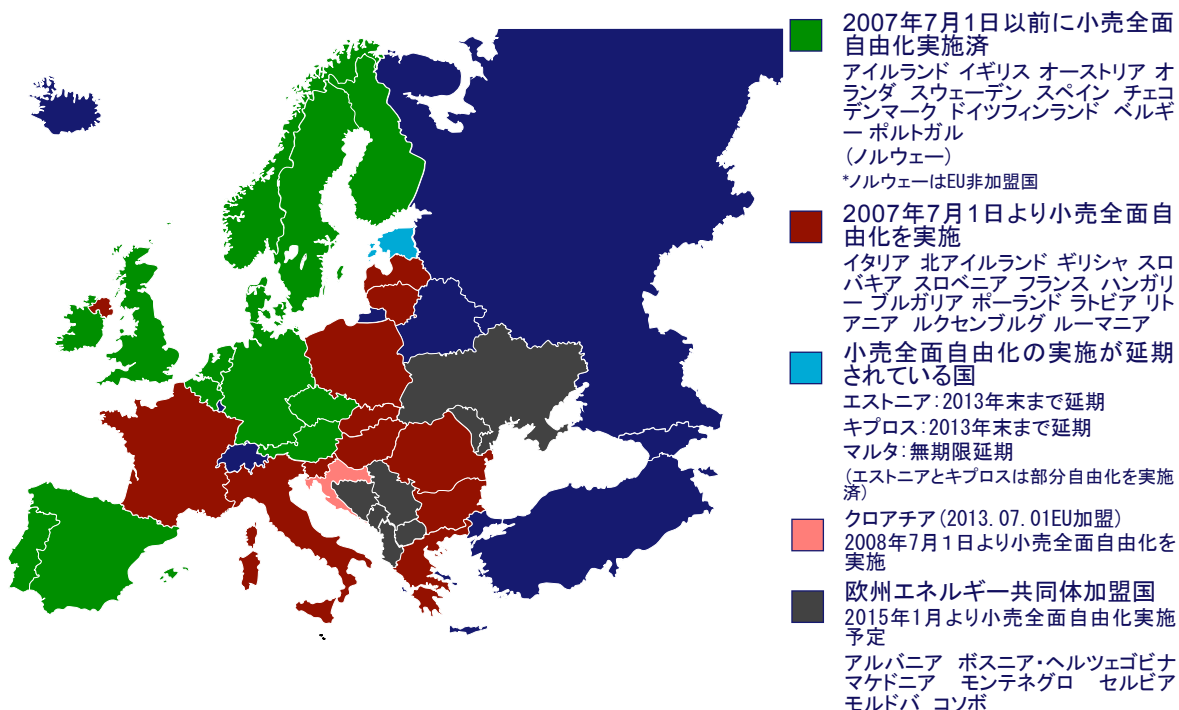 2007年7月1日以前に小売全面
自由化実施済
アイルランド イギリス オーストリア オ
ランダ スウェーデン スペイン チェコ
デンマーク ドイツフィンランド ベルギ
ー ポルトガル
(ノルウェー)
*ノルウェーはEU非加盟国
2007年7月1日より小売全面自
由化を実施
イタリア 北アイルランド ギリシャ スロ
バキア スロベニア フランス ハンガリ
ー ブルガリア ポーランド ラトビア リト
アニア ルクセンブルグ ルーマニア
小売全面自由化の実施が延期
されている国
エストニア：2013年末まで延期
キプロス：2013年末まで延期
マルタ：無期限延期
(エストニアとキプロスは部分自由化を実施
済)
クロアチア(2013.07.01EU加盟)
2008年7月1日より小売全面自由化を
実施
欧州エネルギー共同体加盟国
2015年1月より小売全面自由化実施
予定
アルバニア ボスニア・ヘルツェゴビナ
マケドニア モンテネグロ セルビア
モルドバ コソボ